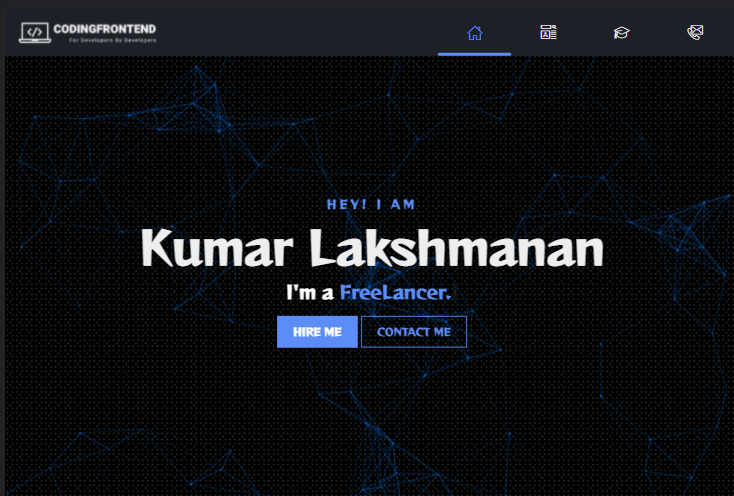 CODINGFRONTEND
For Developers By Developers
HEY! I AM
Kumar Lakshmanan
I'm a FreeLancer.
HIRE ME
CONTACT ME